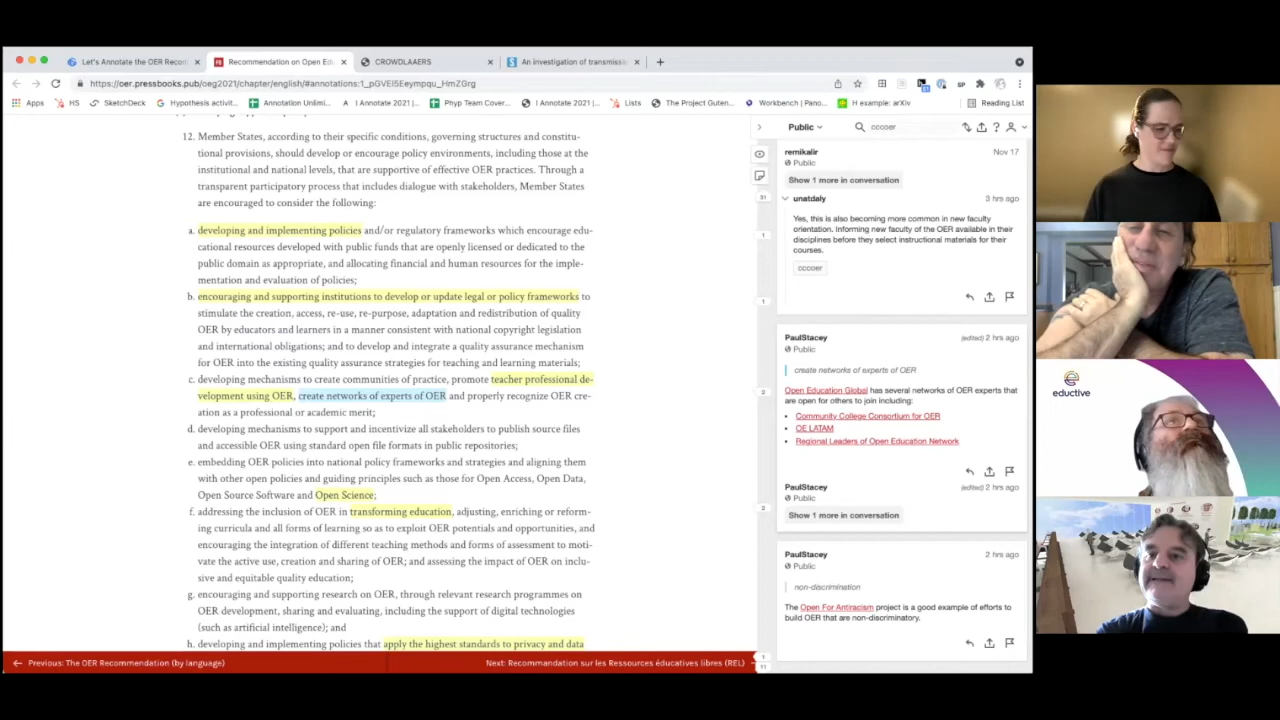 Let's Annotate the OER Recon
Recommendation on Open Edu
CROWDLAAERS
An investigation of transmissio
https://oer.pressbooks.pub/oeg2021/chapter/english/#annotations:1_pGVEI5Eeympqu_HmZGrg
Apps
HS
SketchDeck
Hypothesis activit...
Annotation Unlimi...
I Annotate 2021 |...
Phyp Team Cover...
I Annotate 2021 |...
Lists
The Project Guten...
Workbench | Pano...
H example: arXiv
Reading List
12. Member States, according to their specific conditions, governing structures and constitu-
tional provisions, should develop or encourage policy environments, including those at the
institutional and national levels, that are supportive of effective OER practices. Through a
transparent participatory process that includes dialogue with stakeholders, Member States
are encouraged to consider the following:
a. developing and implementing policies and/or regulatory frameworks which encourage edu-
cational resources developed with public funds that are openly licensed or dedicated to the
public domain as appropriate, and allocating financial and human resources for the imple-
mentation and evaluation of policies;
b. encouraging and supporting institutions to develop or update legal or policy frameworks to
stimulate the creation, access, re-use, re-purpose, adaptation and redistribution of quality
OER by educators and learners in a manner consistent with national copyright legislation
and international obligations; and to develop and integrate a quality assurance mechanism
for OER into the existing quality assurance strategies for teaching and learning materials;
c. developing mechanisms to create communities of practice, promote teacher professional de-
velopment using OER, create networks of experts of OER and properly recognize OER cre-
ation as a professional or academic merit;
d. developing mechanisms to support and incentivize all stakeholders to publish source files
and accessible OER using standard open file formats in public repositories;
e. embedding OER policies into national policy frameworks and strategies and aligning them
with other open policies and guiding principles such as those for Open Access, Open Data,
Open Source Software and Open Science;
f. addressing the inclusion of OER in transforming education, adjusting, enriching or reform-
ing curricula and all forms of learning so as to exploit OER potentials and opportunities, and
encouraging the integration of different teaching methods and forms of assessment to moti-
vate the active use, creation and sharing of OER; and assessing the impact of OER on inclu-
sive and equitable quality education;
g. encouraging and supporting research on OER, through relevant research programmes on
OER development, sharing and evaluating, including the support of digital technologies
(such as artificial intelligence); and
h. developing and implementing policies that apply the highest standards to privacy and data
← Previous: The OER Recommendation (by language)
Next: Recommandation sur les Ressources éducatives libres (REL) →
Public
cccoer
51
1
1
2
2
1
11
remikalir
Nov 17
Public
Show 1 more in conversation
unatdaly
3 hrs ago
Yes, this is also becoming more common in new faculty
orientation. Informing new faculty of the OER available in their
disciplines before they select instructional materials for their
courses.
cccoer
PaulStacey
(edited) 2 hrs ago
Public
create networks of experts of OER
Open Education Global has several networks of OER experts that
are open for others to join including:
• Community College Consortium for OER
• OE LATAM
• Regional Leaders of Open Education Network
PaulStacey
(edited) 2 hrs ago
Show 1 more in conversation
PaulStacey
2 hrs ago
Public
non-discrimination
The Open For Antiracism project is a good example of efforts to
build OER that are non-discriminatory.
eductive